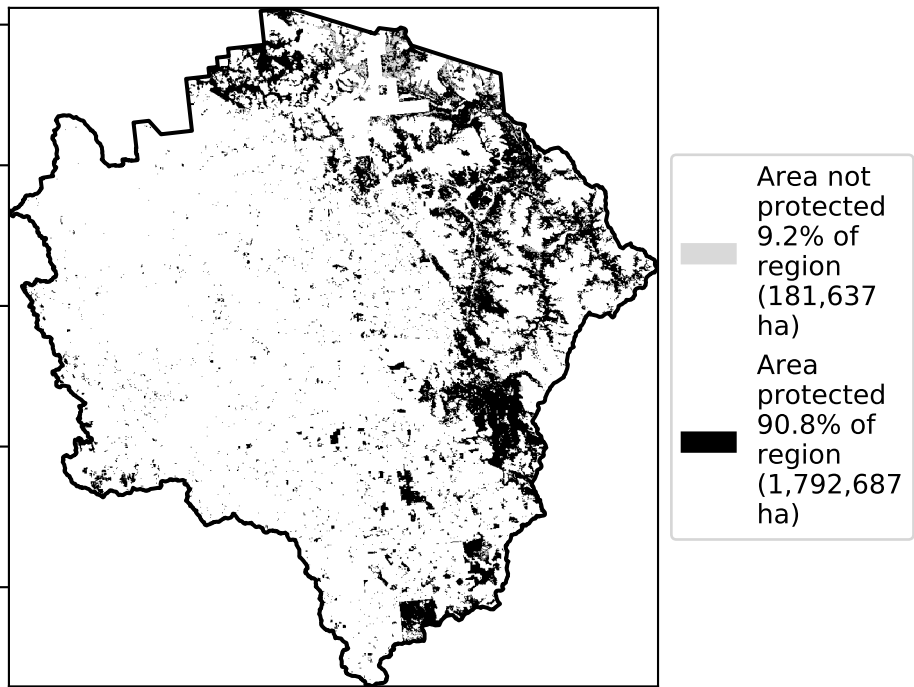 Area not
protected
9.2% of
region
(181,637
ha)
Area
protected
90.8% of
region
(1,792,687
ha)